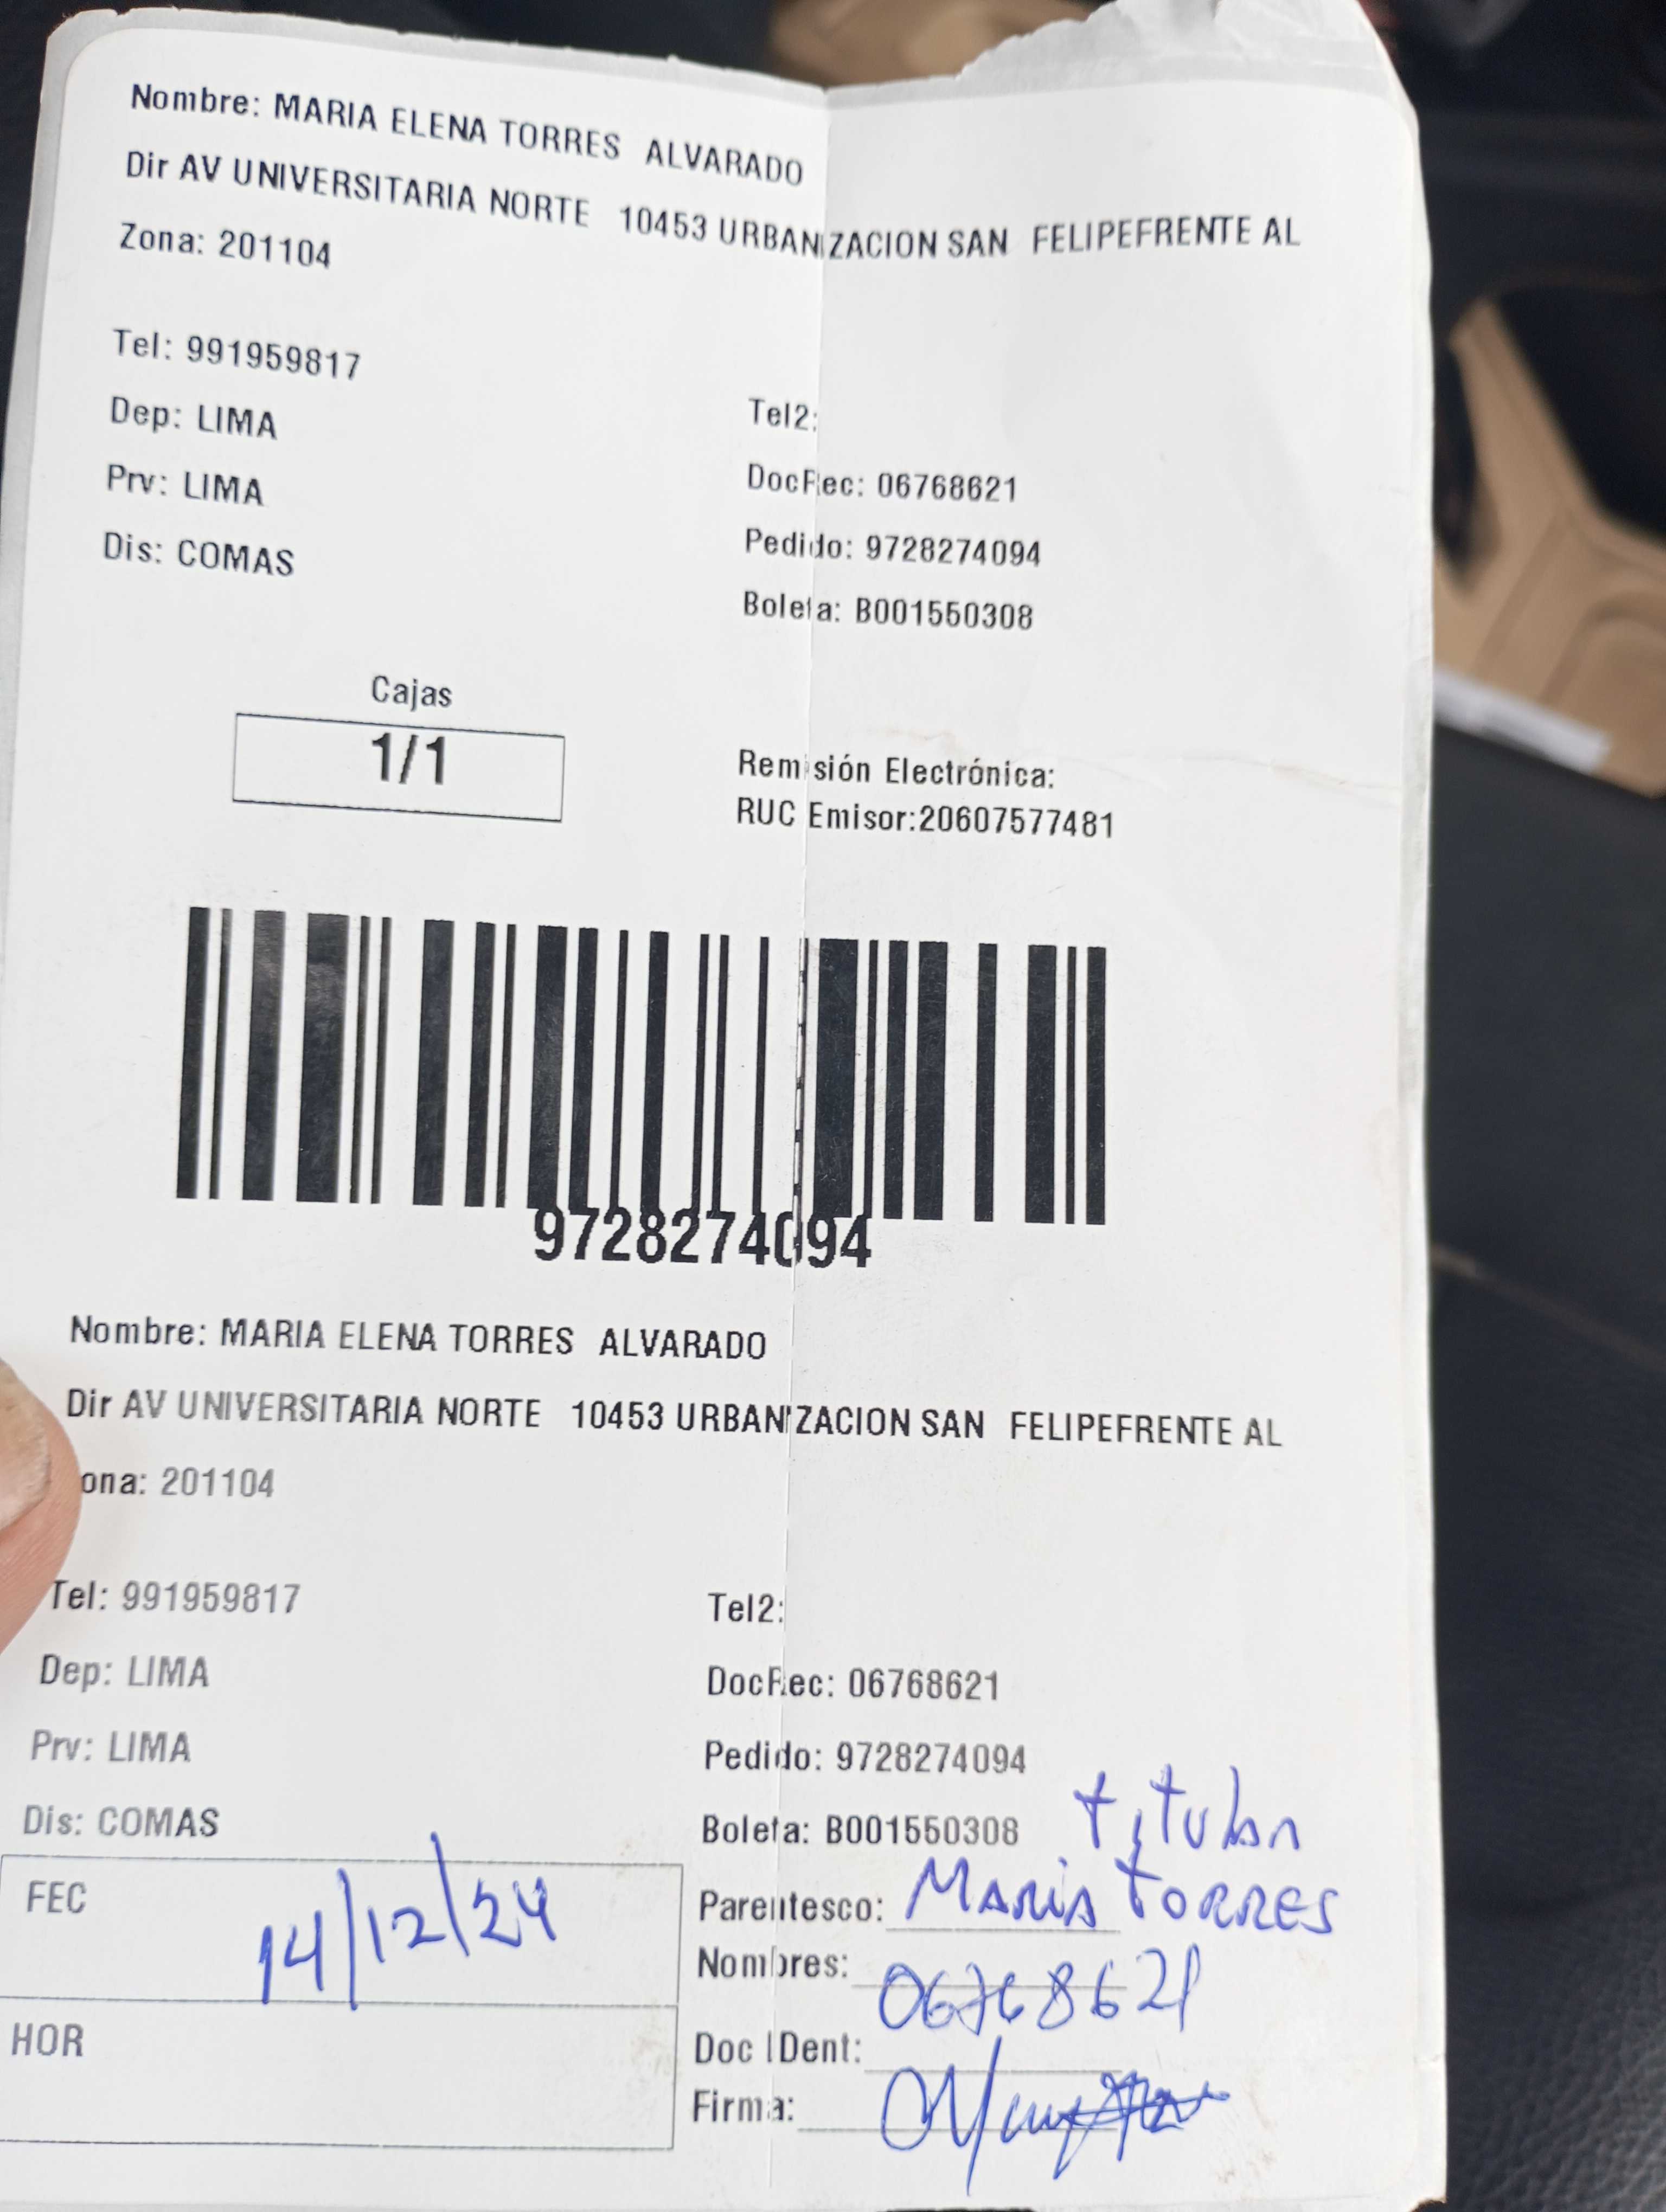 Nombre: MARIA ELENA TORRES ALVARADO
Dir AV UNIVERSITARIA NORTE 10453 URBANIZACION SAN FELIPEFRENTE AL
Zona: 201104
Tel: 991959817
Tel2:
Dep: LIMA
DocRec: 06768621
Prv: LIMA
Pedido: 9728274094
Dis: COMAS
Boleta: B001550308
Cajas
1/1
Remisión Electrónica:
RUC Emisor:20607577481
9728274094
Nombre: MARIA ELENA TORRES ALVARADO
Dir AV UNIVERSITARIA NORTE 10453 URBANIZACION SAN FELIPEFRENTE AL
ona: 201104
Tel: 991959817
Tel2:
Dep: LIMA
DocRec: 06768621
Prv: LIMA
Pedido: 9728274094
Dis: COMAS
Boleta: B001550308
titular
FEC 14/12/24
Parentesco: MARIA TORRES
Nombres: 06768621
HOR
Doc IDent:
Firma: